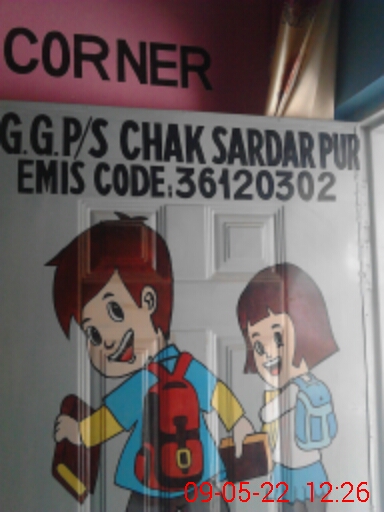 CORNER
G.G.P/S CHAK SARDAR PUR
EMIS CODE:36120302
09-05-22 12:26